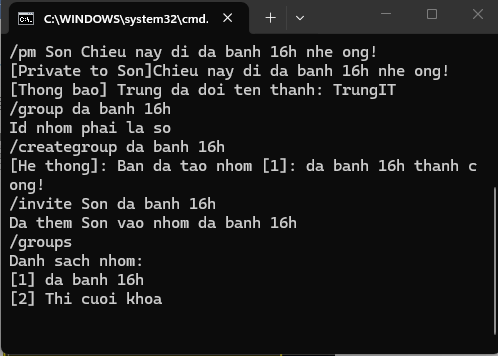 C:\WINDOWS\system32\cmd.
/pm Son Chieu nay di da banh 16h nhe ong!
[Private to Son]Chieu nay di da banh 16h nhe ong!
[Thong bao] Trung da doi ten thanh: TrungIT
/group da banh 16h
Id nhom phai la so
/creategroup da banh 16h
[He thong]: Ban da tao nhom [1]: da banh 16h thanh c
ong!
/invite Son da banh 16h
Da them Son vao nhom da banh 16h
/groups
Danh sach nhom:
[1] da banh 16h
[2] Thi cuoi khoa